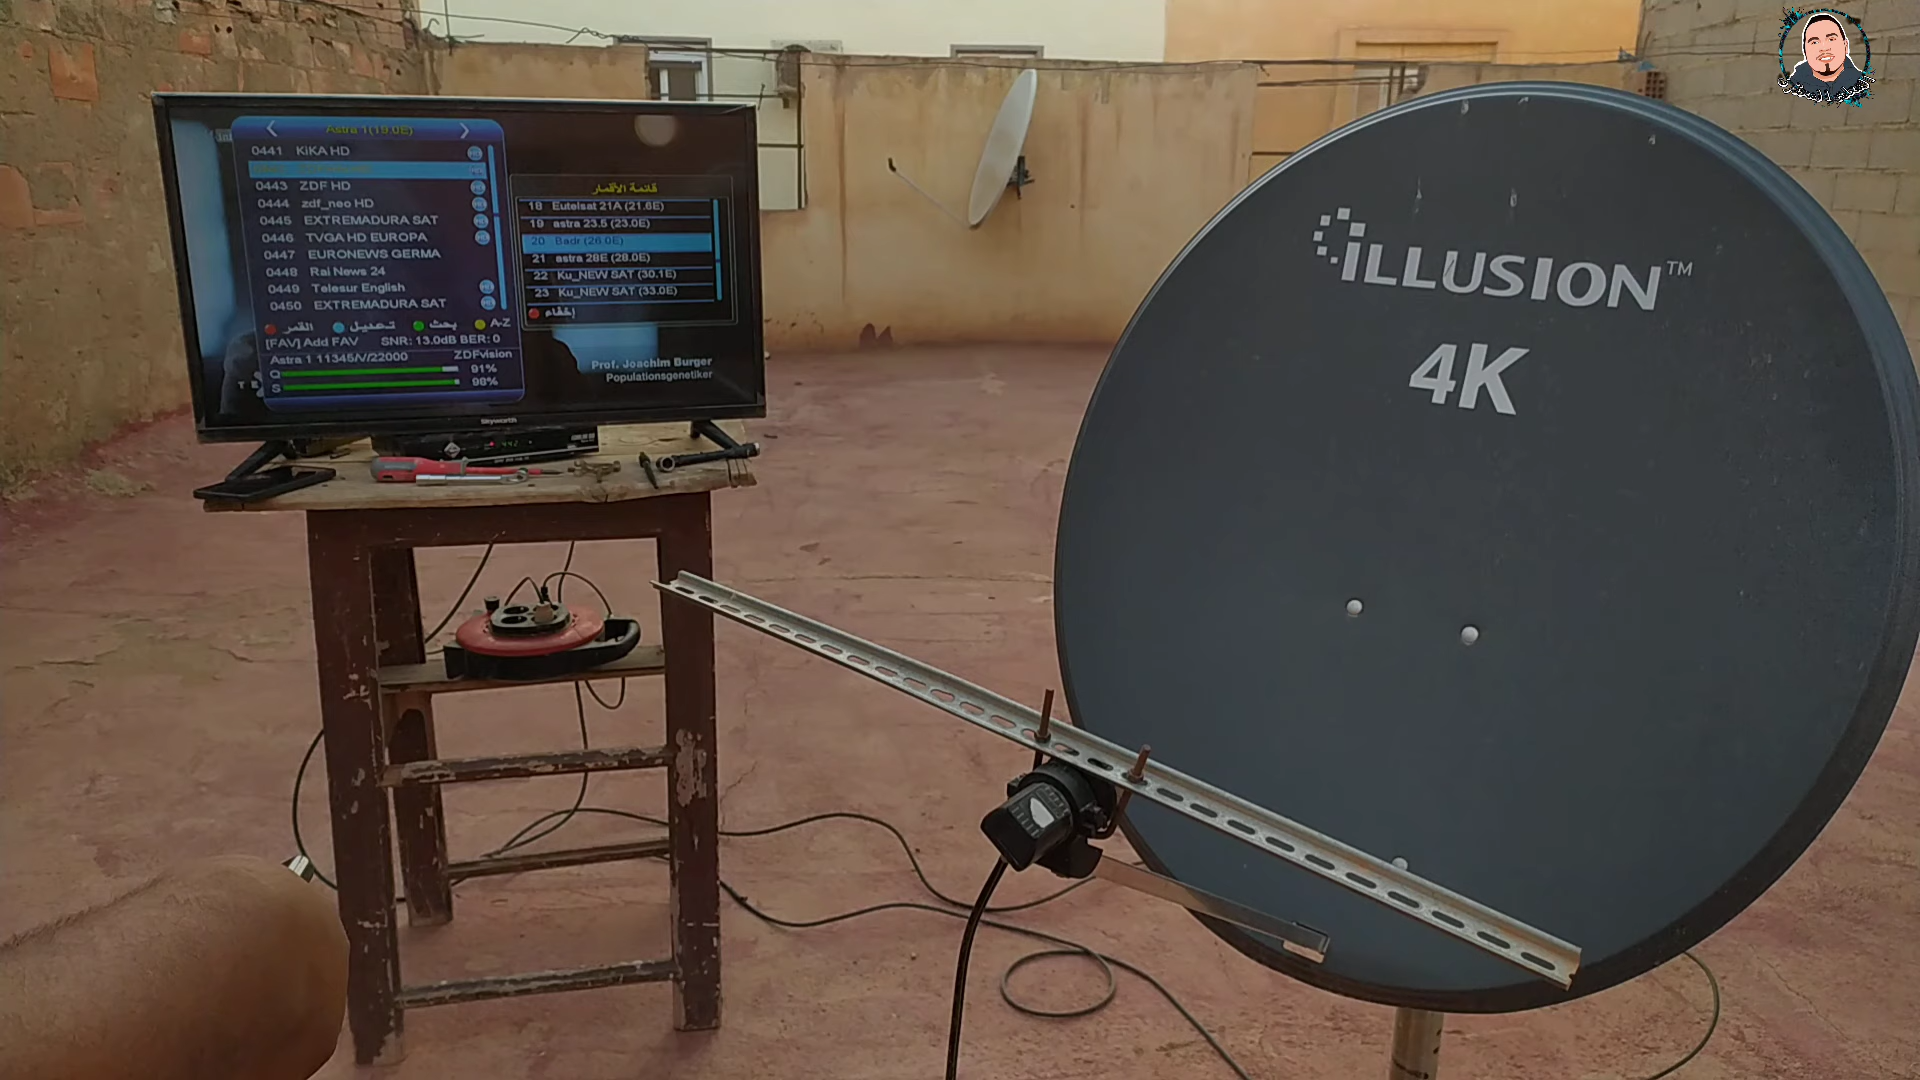 Astra 1(19.0E)
0441 KiKA HD
0443 ZDF HD
0444 zdf_neo HD
0445 EXTREMADURA SAT
0446 TVGA HD EUROPA
0447 EURONEWS GERMA
0448 Rai News 24
0449 Telesur English
0450 EXTREMADURA SAT
القمر تعديل بحث A-Z
[FAV] Add FAV SNR: 13.0dB BER: 0
Astra 1 11345/V/22000 ZDFvision
Q 91%
S 98%
قائمة الأقمار
18 Eutelsat 21A (21.6E)
19 astra 23.5 (23.0E)
20 Badr (26.0E)
21 astra 28E (28.0E)
22 Ku_NEW SAT (30.1E)
23 Ku_NEW SAT (33.0E)
إخفاء
Prof. Joachim Burger
Populationsgenetiker
Skyworth
iLLUSION™
4K